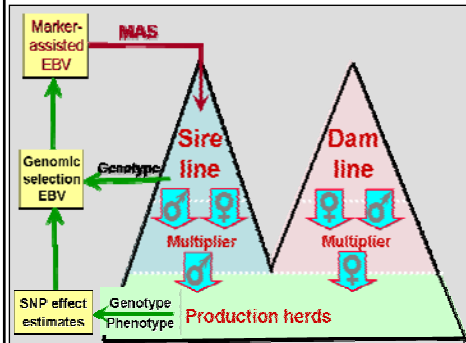 Marker-
assisted
EBV
MAS
Genomic
selection
EBV
Genotype
Sire
line
Dam
line
Multiplier
Multiplier
SNP effect
estimates
Genotype
Phenotype
Production herds